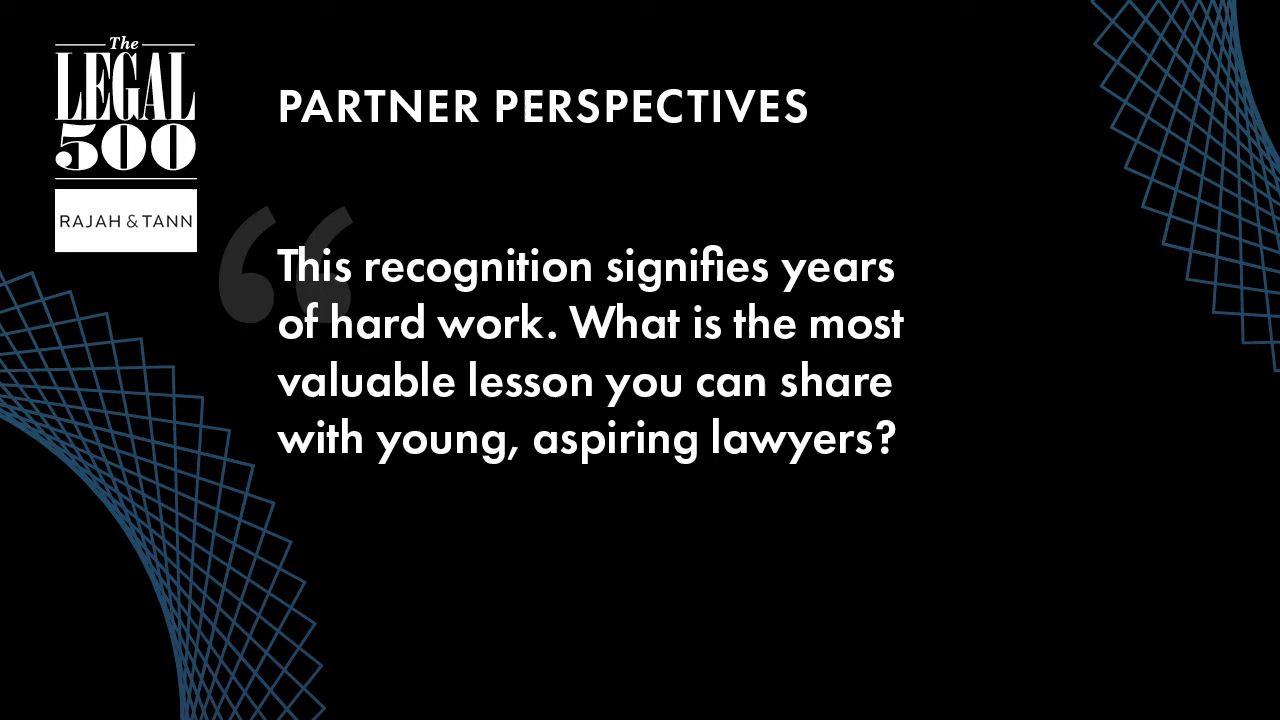 The
LEGAL
500
RAJAH & TANN
PARTNER PERSPECTIVES
“
This recognition signifies years
of hard work. What is the most
valuable lesson you can share
with young, aspiring lawyers?